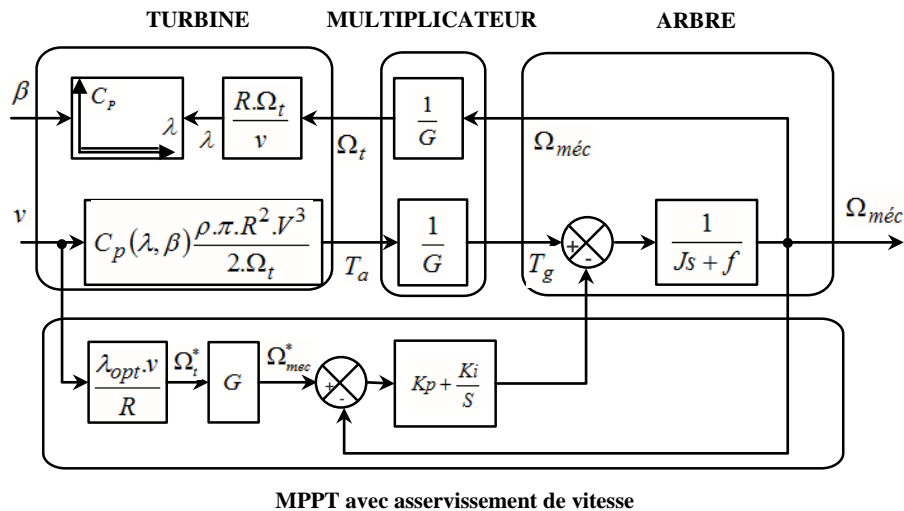 TURBINE MULTIPLICATEUR ARBRE
β
C_P
λ
λ
R.Ω_t / v
Ω_t
1 / G
Ω_méc
v
C_p(λ, β) ρ.π.R².V³ / 2.Ω_t
T_a
1 / G
T_g
+
-
1 / Js + f
Ω_méc
λ_opt.v / R
Ω_t^*
G
Ω_mec^*
+
-
Kp + Ki / S
MPPT avec asservissement de vitesse